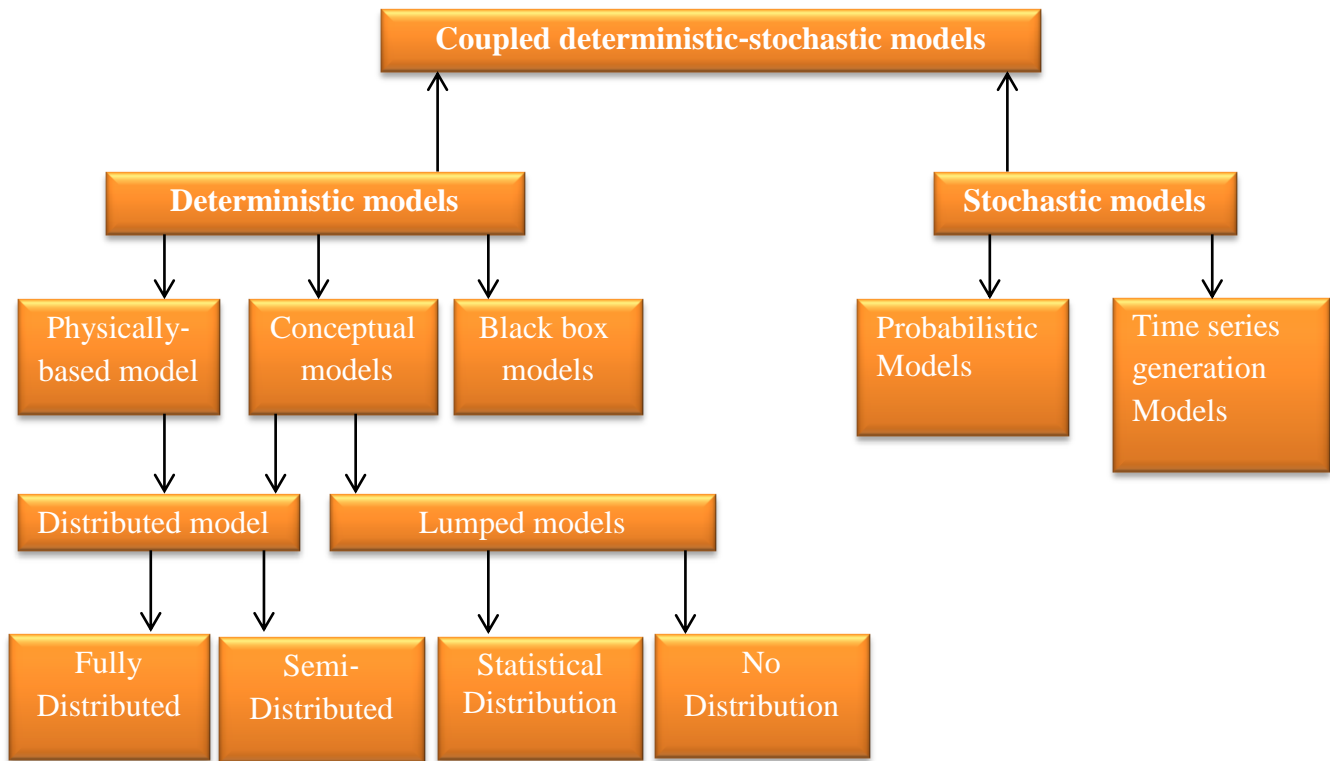 Coupled deterministic-stochastic models
Deterministic models
Stochastic models
Physically-
based model
Conceptual
models
Black box
models
Probabilistic
Models
Time series
generation
Models
Distributed model
Lumped models
Fully
Distributed
Semi-
Distributed
Statistical
Distribution
No
Distribution